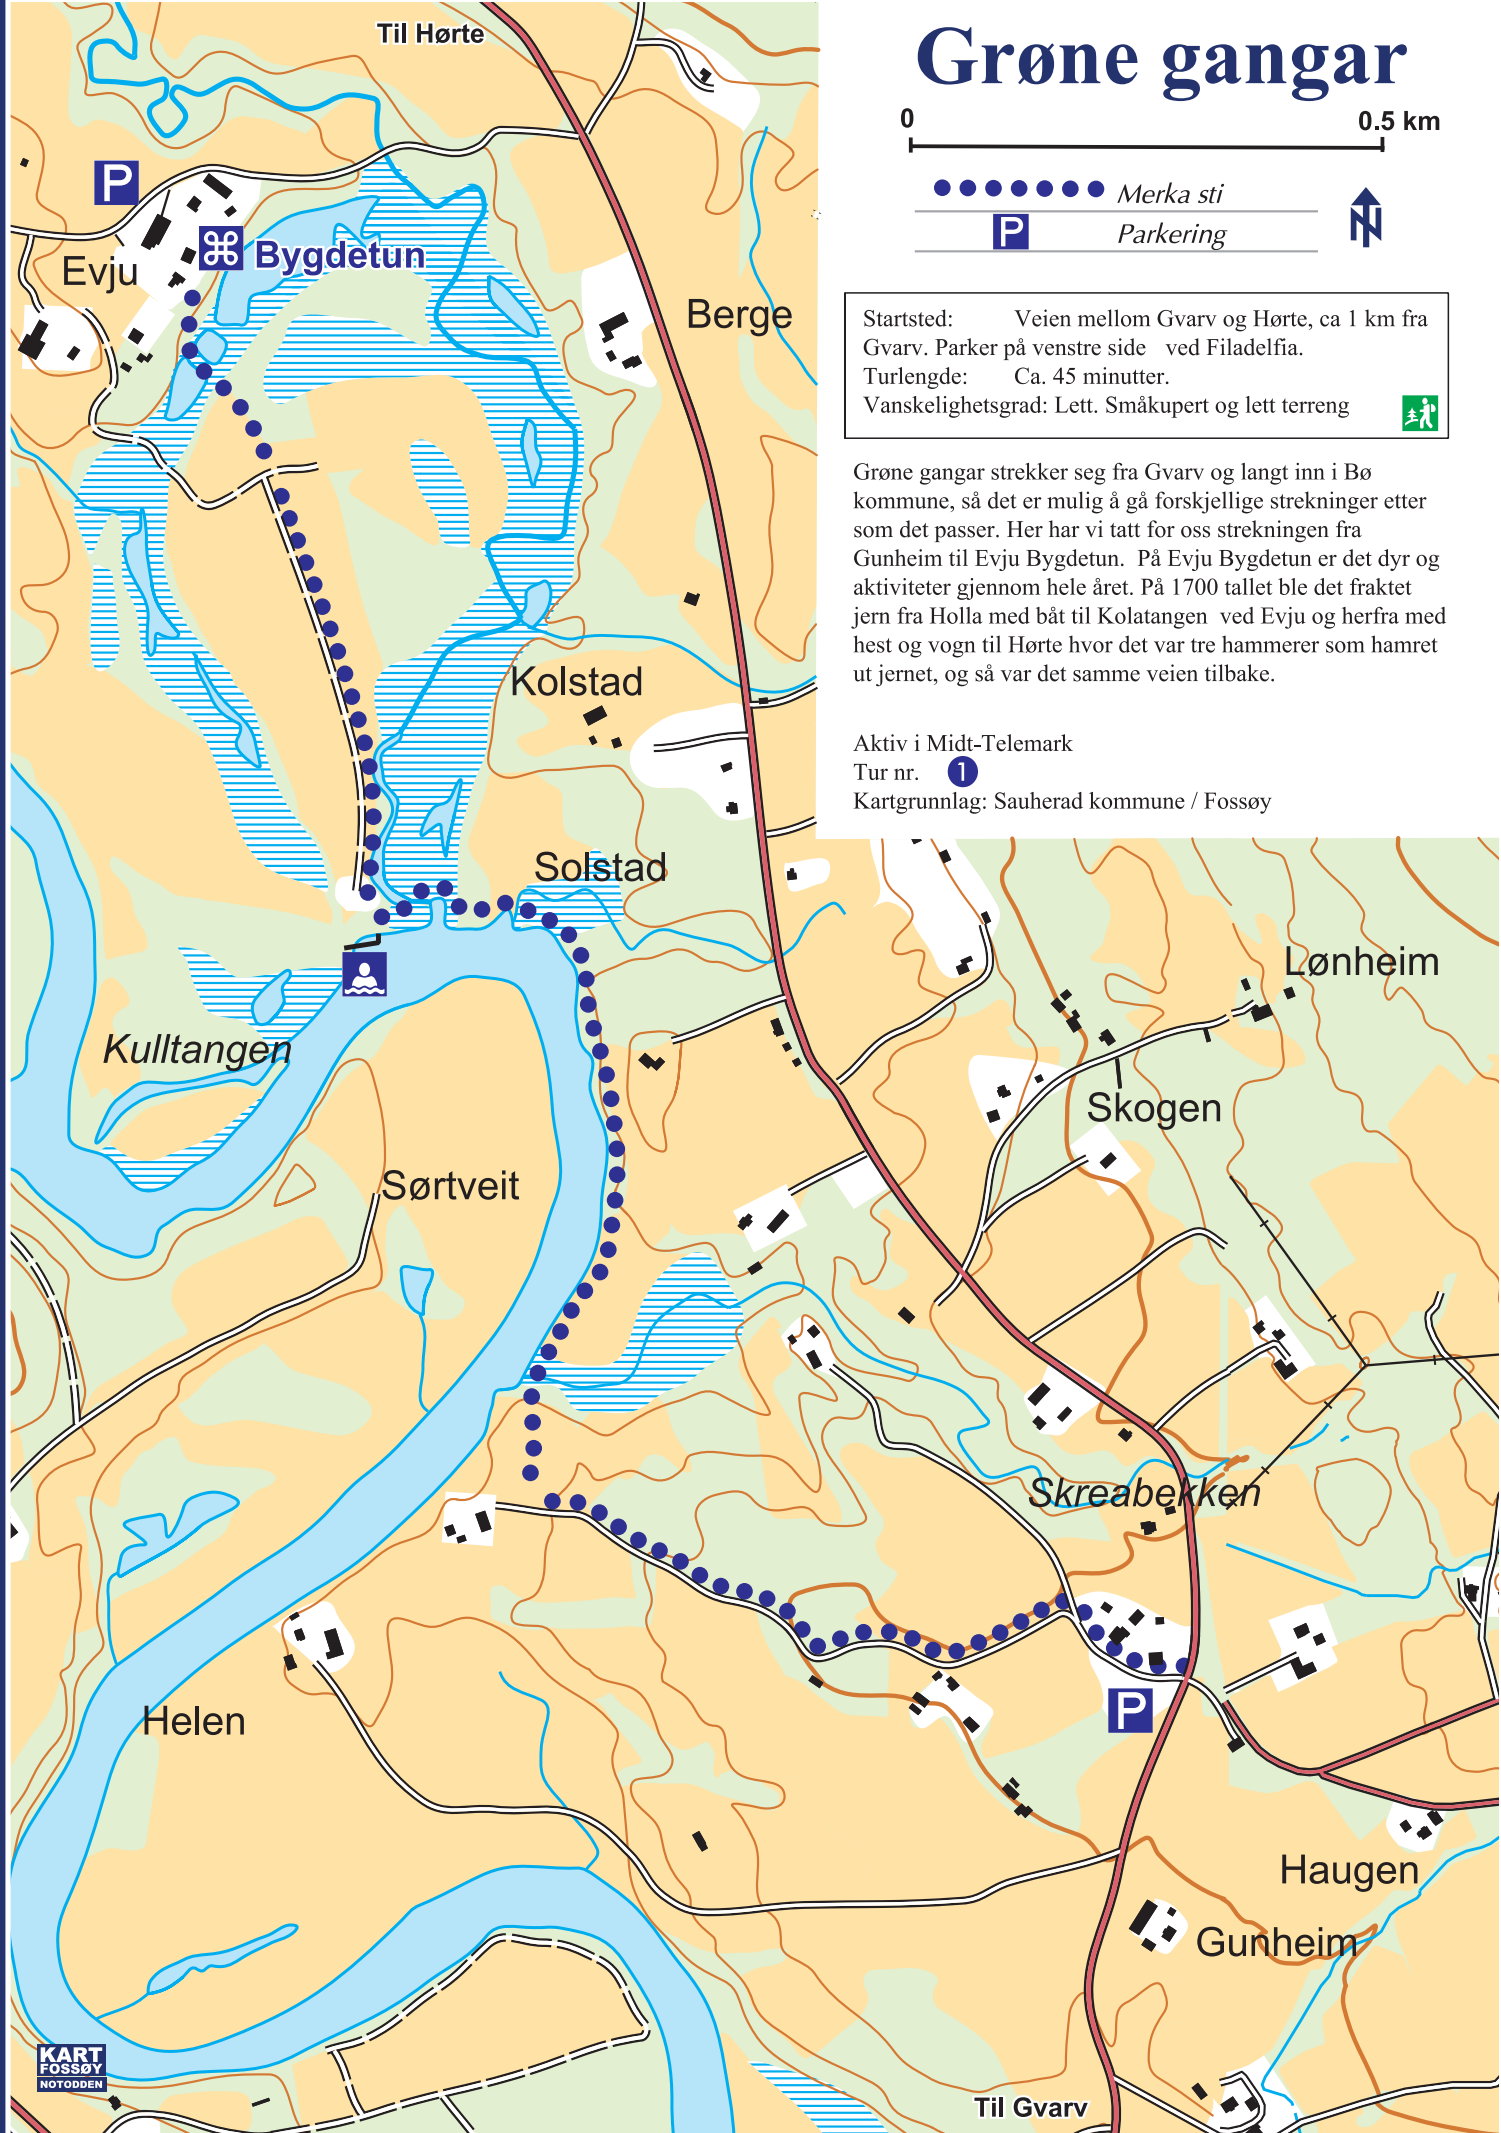 Grøne gangar
0 0.5 km
Merka sti
P Parkering
N
Startsted: Veien mellom Gvarv og Hørte, ca 1 km fra
Gvarv. Parker på venstre side ved Filadelfia.
Turlengde: Ca. 45 minutter.
Vanskelighetsgrad: Lett. Småkupert og lett terreng
Grøne gangar strekker seg fra Gvarv og langt inn i Bø
kommune, så det er mulig å gå forskjellige strekninger etter
som det passer. Her har vi tatt for oss strekningen fra
Gunheim til Evju Bygdetun. På Evju Bygdetun er det dyr og
aktiviteter gjennom hele året. På 1700 tallet ble det fraktet
jern fra Holla med båt til Kolatangen ved Evju og herfra med
hest og vogn til Hørte hvor det var tre hammerer som hamret
ut jernet, og så var det samme veien tilbake.
Aktiv i Midt-Telemark
Tur nr. 1
Kartgrunnlag: Sauherad kommune / Fossøy
Til Hørte
P
⌘ Bygdetun
Evju
Berge
Kolstad
Solstad
Lønheim
Kulltangen
Skogen
Sørtveit
Skreabekken
Helen
P
Haugen
Gunheim
KART
FOSSØY
NOTODDEN
Til Gvarv